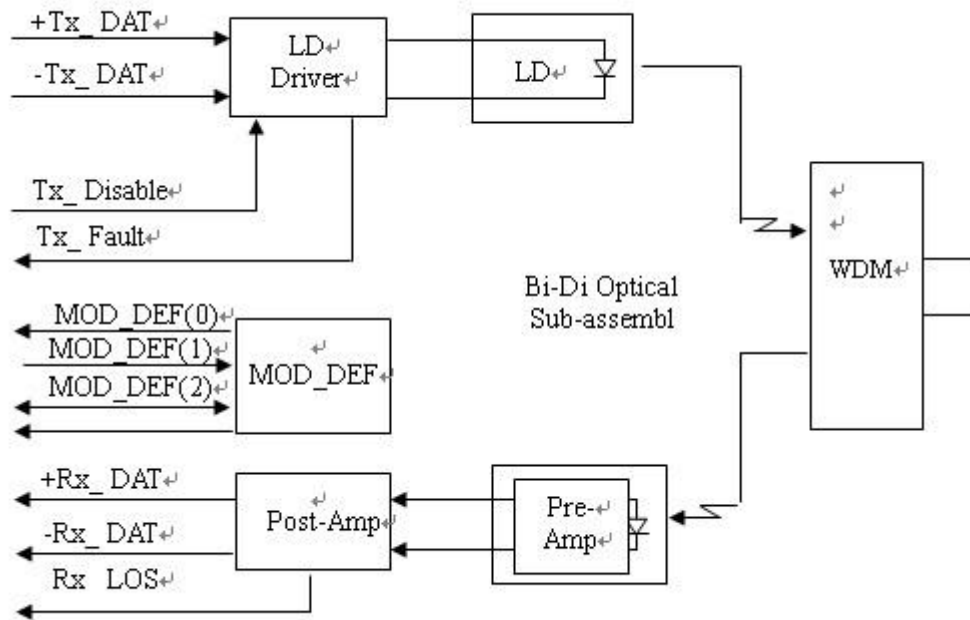 +Tx_ DAT↵
-Tx_ DAT↵
LD↵
Driver↵
LD↵
Tx_ Disable↵
Tx_ Fault↵
↵
↵
WDM↵
Bi-Di Optical
Sub-assembl
MOD_DEF(0)↵
MOD_DEF(1)↵
MOD_DEF(2)↵
↵
MOD_DEF↵
+Rx_ DAT↵
-Rx_ DAT↵
Rx LOS↵
↵
Post-Amp↵
Pre-↵
Amp↵